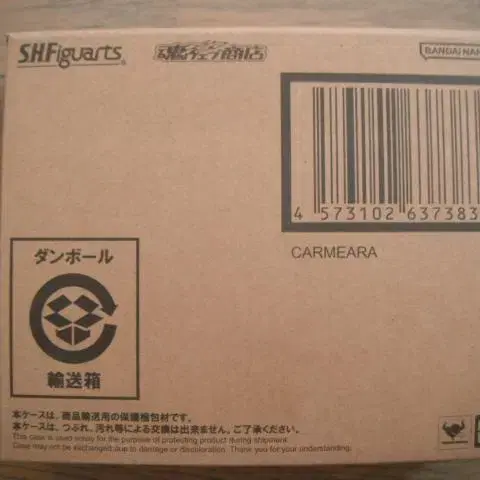 S.H.Figuarts
魂ウェブ商店
BANDAI NAM
4 573102 637383
CARMEARA
ダンボール
輸送箱
本ケースは、商品輸送用の保護梱包材です。
本ケースは、つぶれ、汚れ等による交換は出来ません。ご了承ください。
This case is used solely for the purpose of protecting product during shipment.
Case may not be exchanged due to damage or discoloration. Thank you for your understanding.